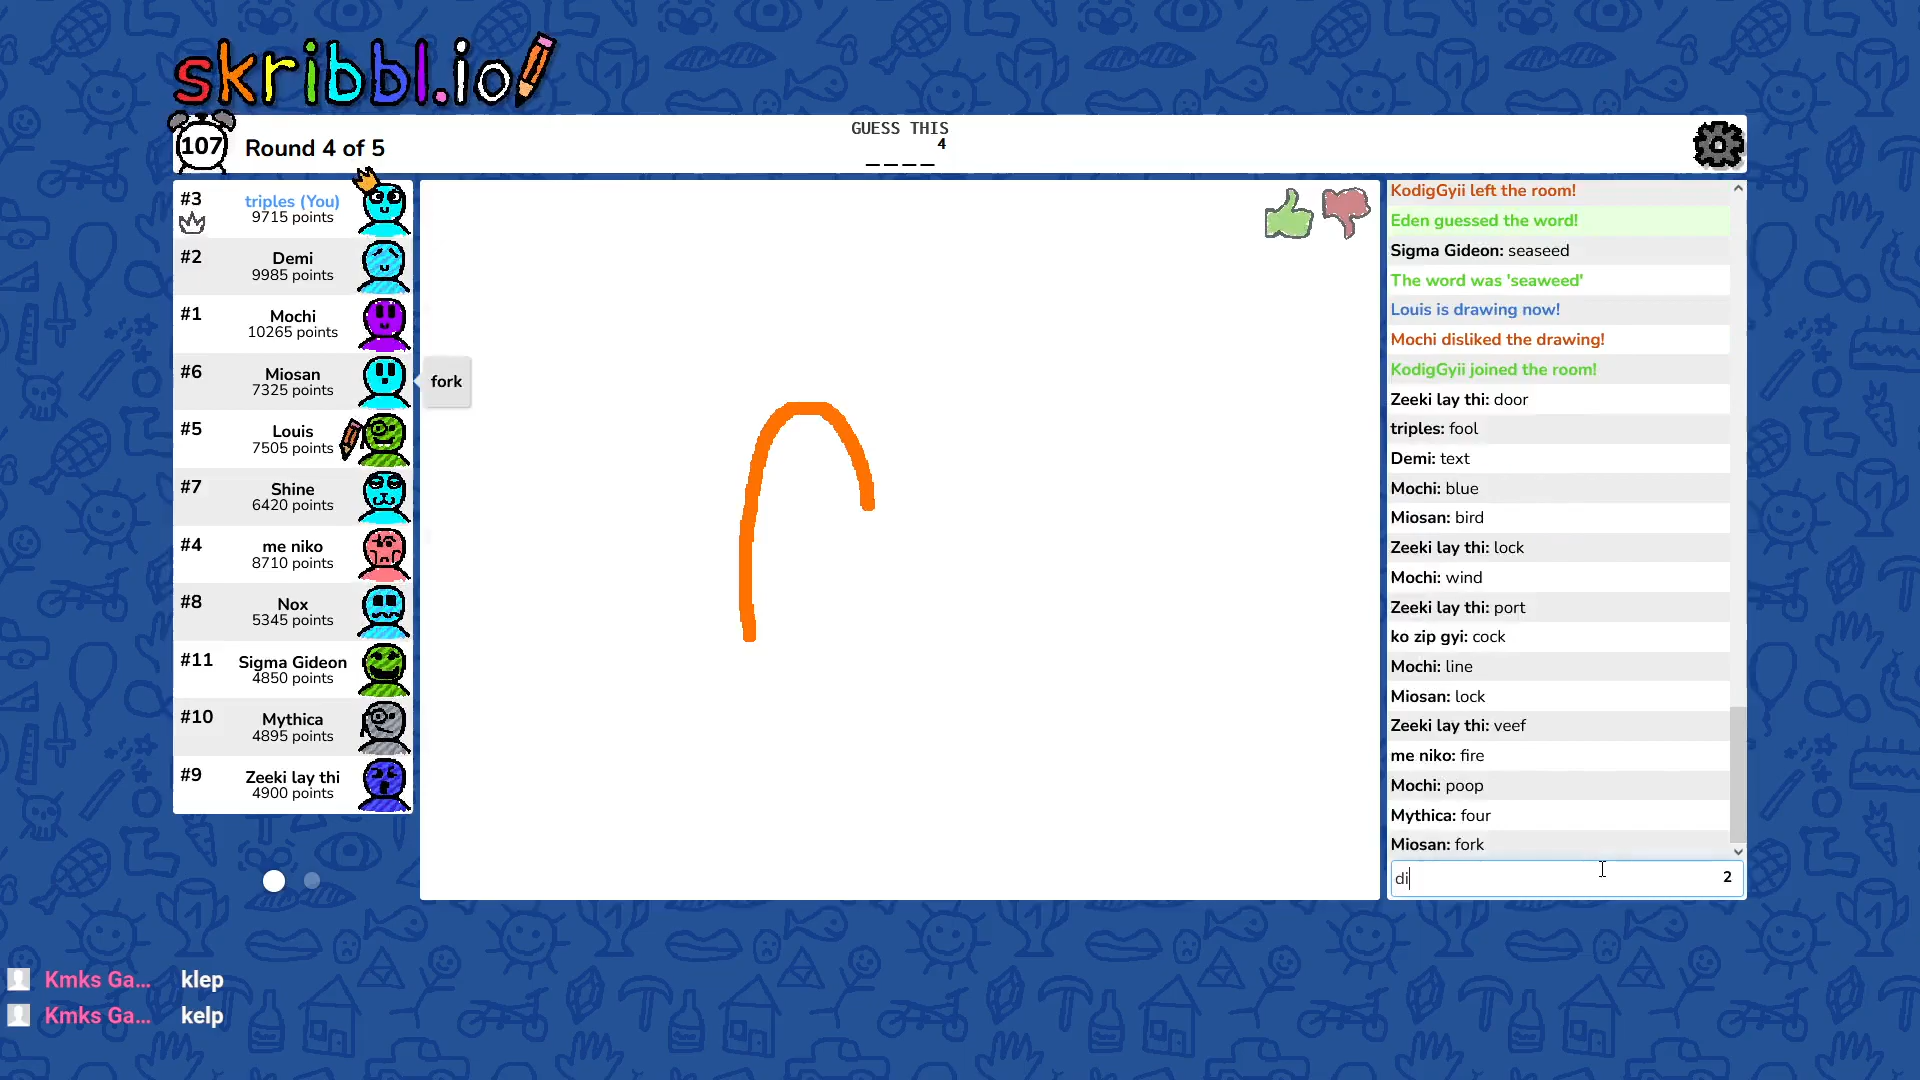 skribbl.io
107
Round 4 of 5
GUESS THIS
4
_ _ _ _
#3
triples (You)
9715 points
#2
Demi
9985 points
#1
Mochi
10265 points
#6
Miosan
7325 points
fork
#5
Louis
7505 points
#7
Shine
6420 points
#4
me niko
8710 points
#8
Nox
5345 points
#11
Sigma Gideon
4850 points
#10
Mythica
4895 points
#9
Zeeki lay thi
4900 points
KodigGyii left the room!
Eden guessed the word!
Sigma Gideon: seaseed
The word was 'seaweed'
Louis is drawing now!
Mochi disliked the drawing!
KodigGyii joined the room!
Zeeki lay thi: door
triples: fool
Demi: text
Mochi: blue
Miosan: bird
Zeeki lay thi: lock
Mochi: wind
Zeeki lay thi: port
ko zip gyi: cock
Mochi: line
Miosan: lock
Zeeki lay thi: veef
me niko: fire
Mochi: poop
Mythica: four
Miosan: fork
di
2
Kmks Ga... klep
Kmks Ga... kelp